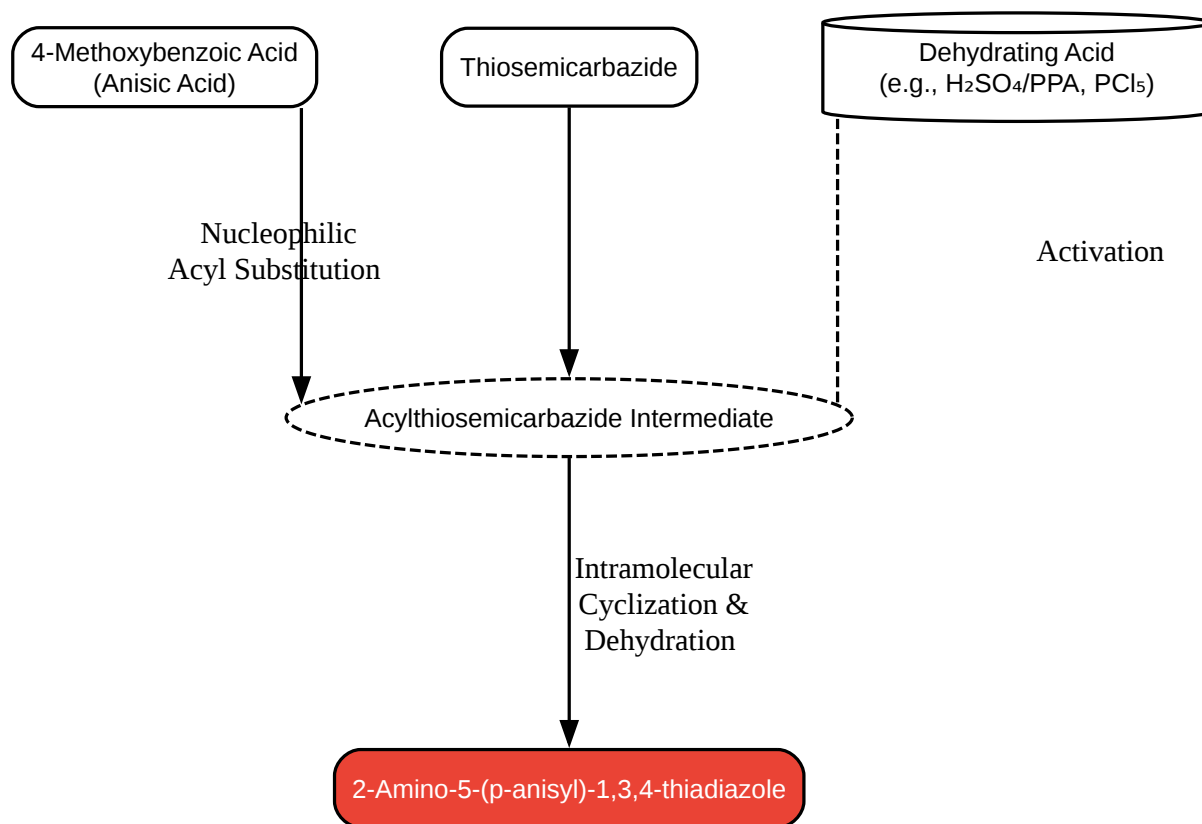 4-Methoxybenzoic Acid
(Anisic Acid)
Thiosemicarbazide
Dehydrating Acid
(e.g., H₂SO₄/PPA, PCl₅)
Nucleophilic
Acyl Substitution
Activation
Acylthiosemicarbazide Intermediate
Intramolecular
Cyclization &
Dehydration
2-Amino-5-(p-anisyl)-1,3,4-thiadiazole